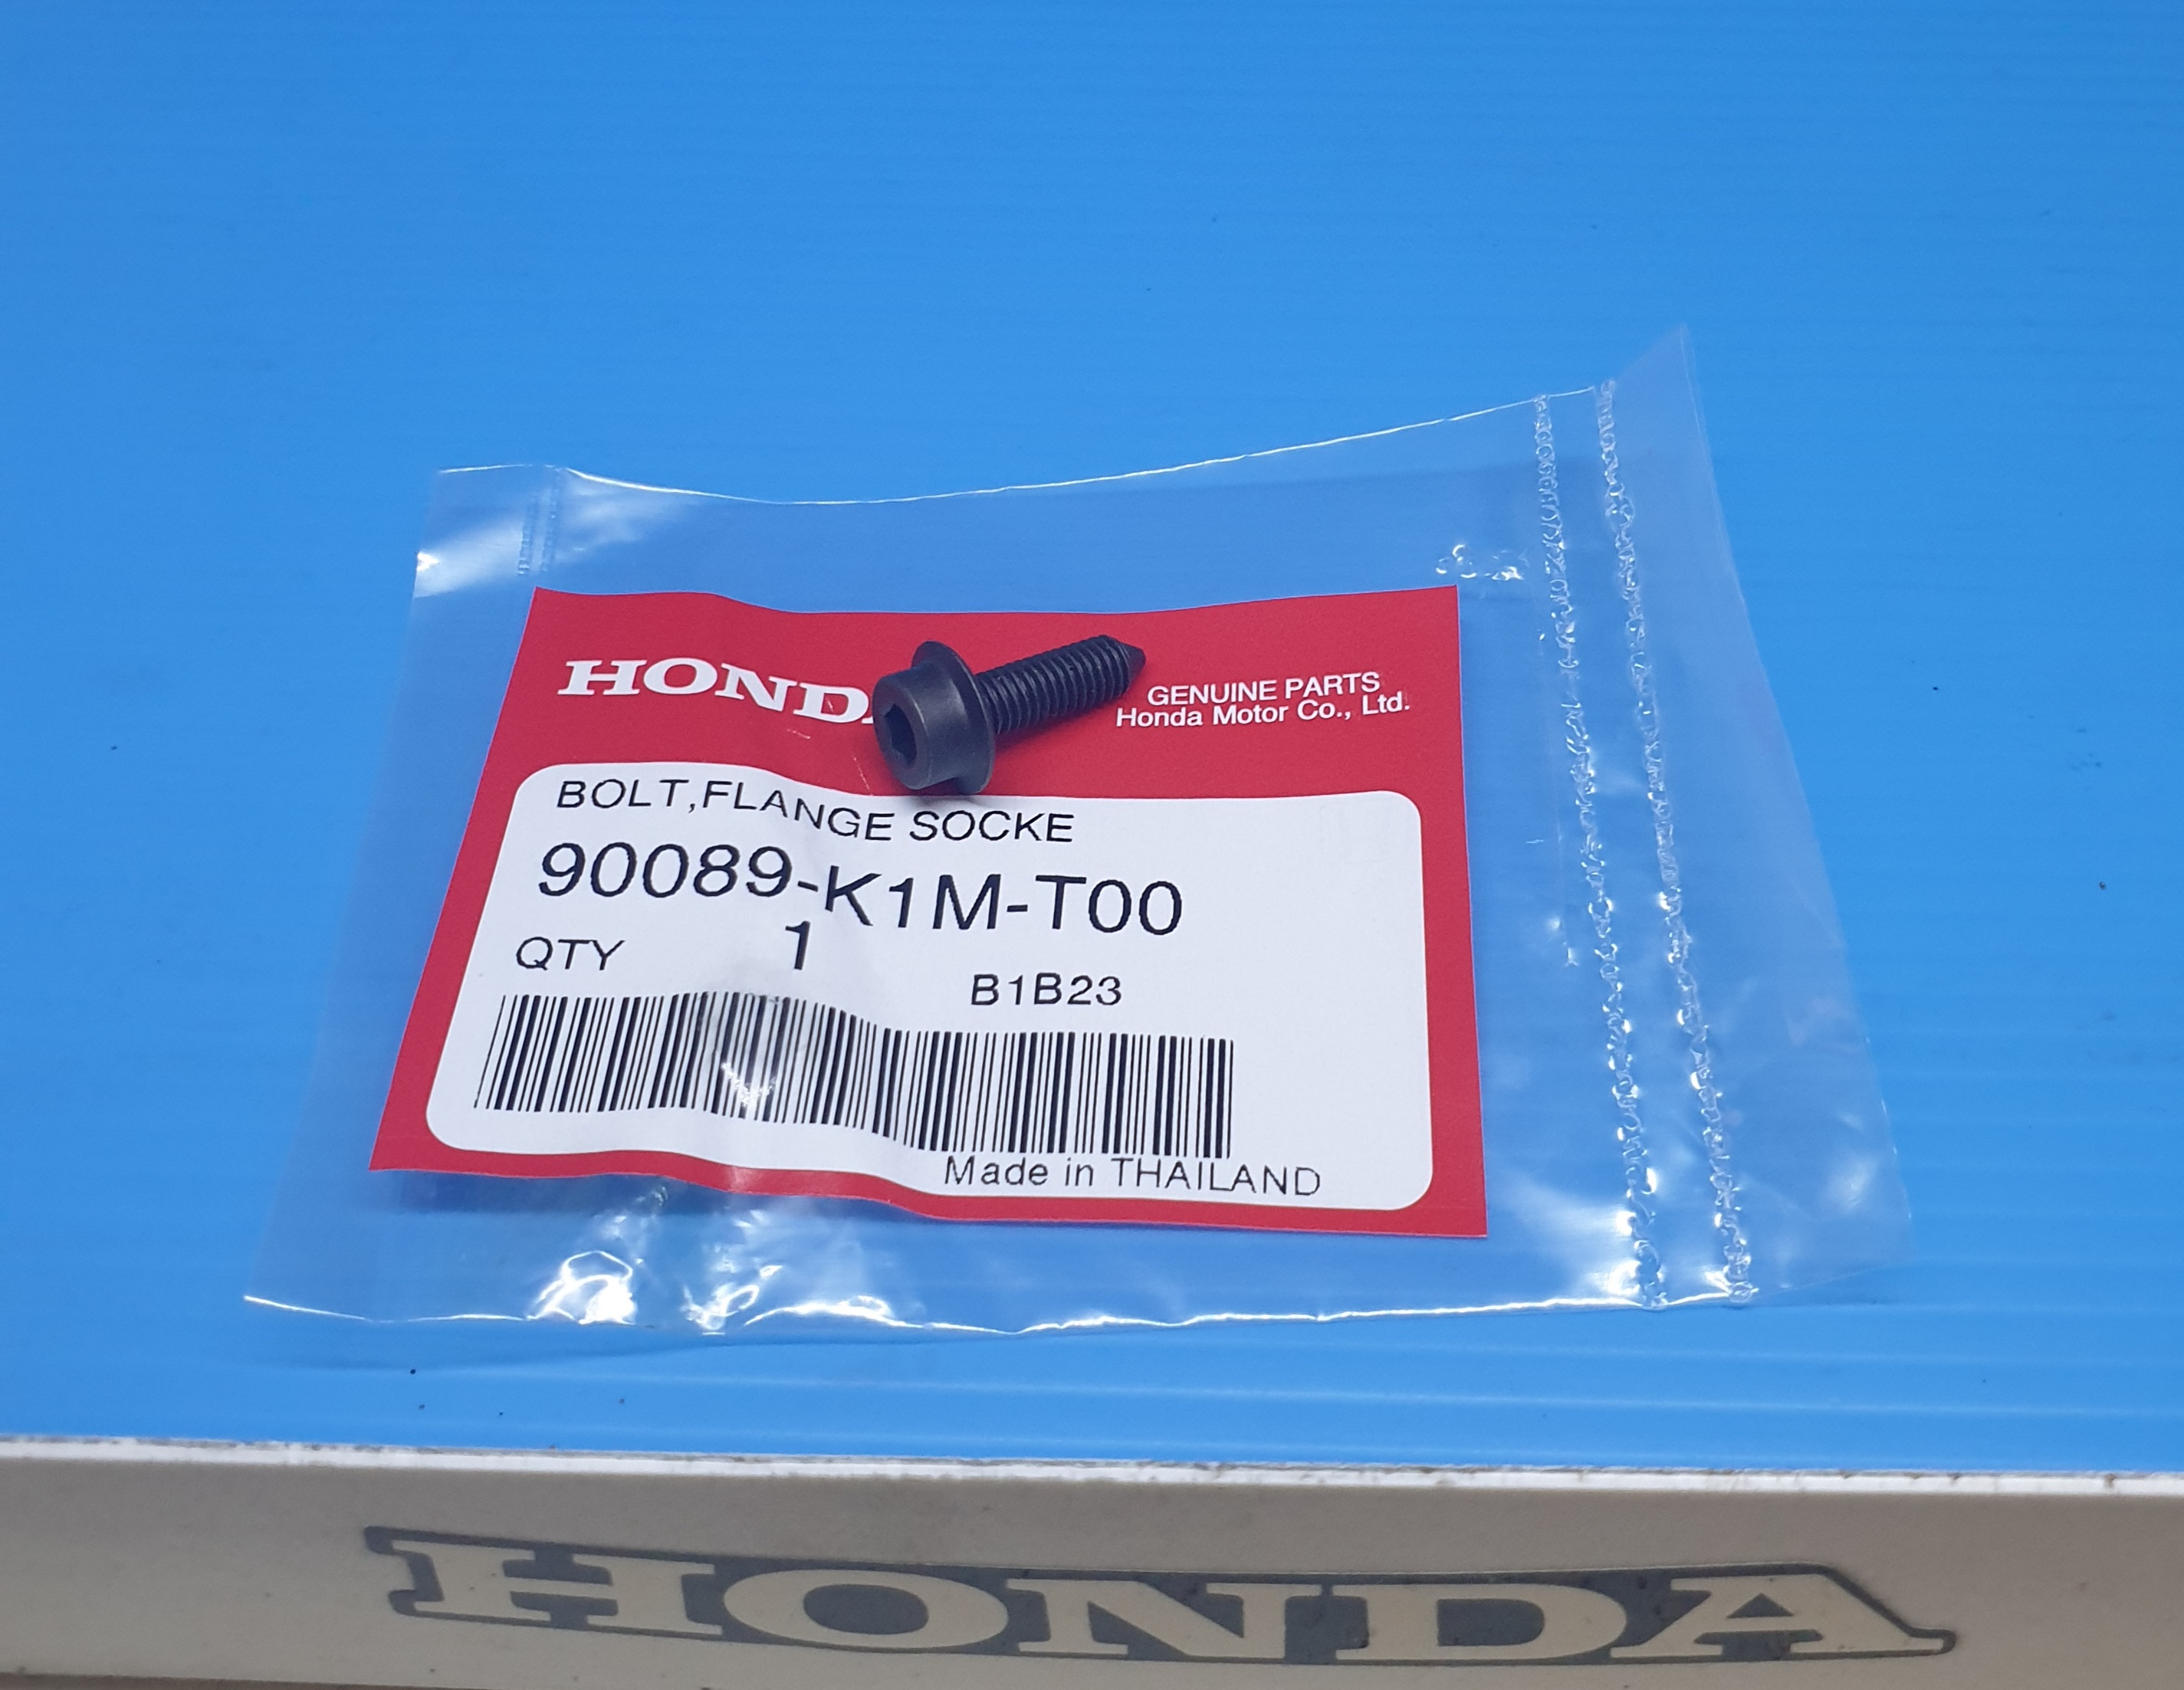 HONDA
GENUINE PARTS
Honda Motor Co., Ltd.
BOLT,FLANGE SOCKE
90089-K1M-T00
QTY 1
B1B23
Made in THAILAND
HONDA